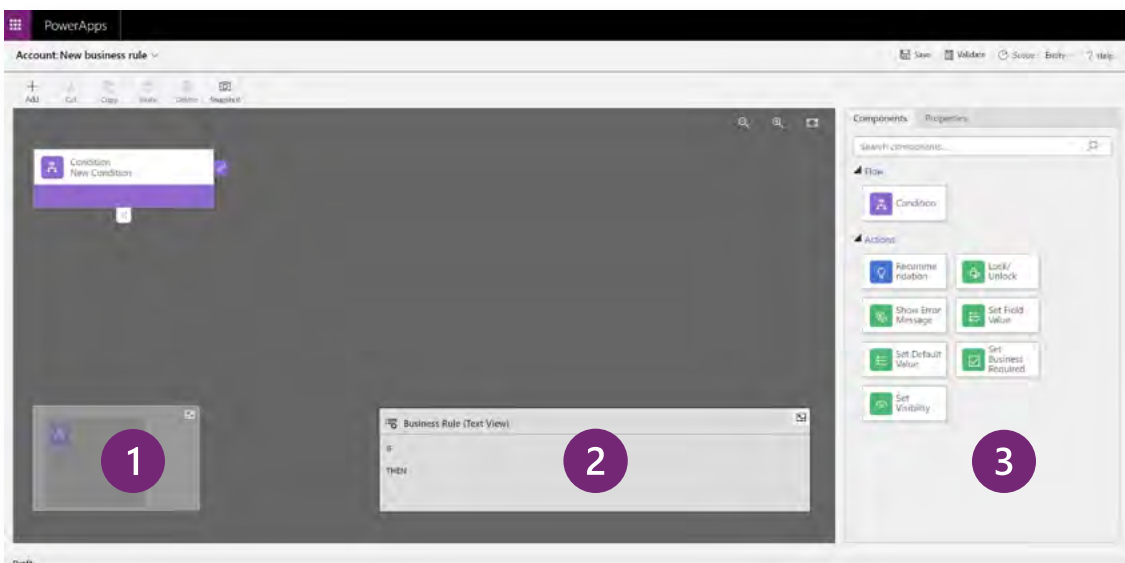 PowerApps
Account: New business rule
Save Validate Scope: Entity ? Help
Add Cut Copy Paste Delete Snapshot
Components Properties
Search components...
Condition
New Condition
Flow
Condition
Actions
Recomme
ndation
Lock/
Unlock
Show Error
Message
Set Field
Value
Set Default
Value
Set
Business
Required
Set
Visibility
1
Business Rule (Text View)
IF
THEN
2
3